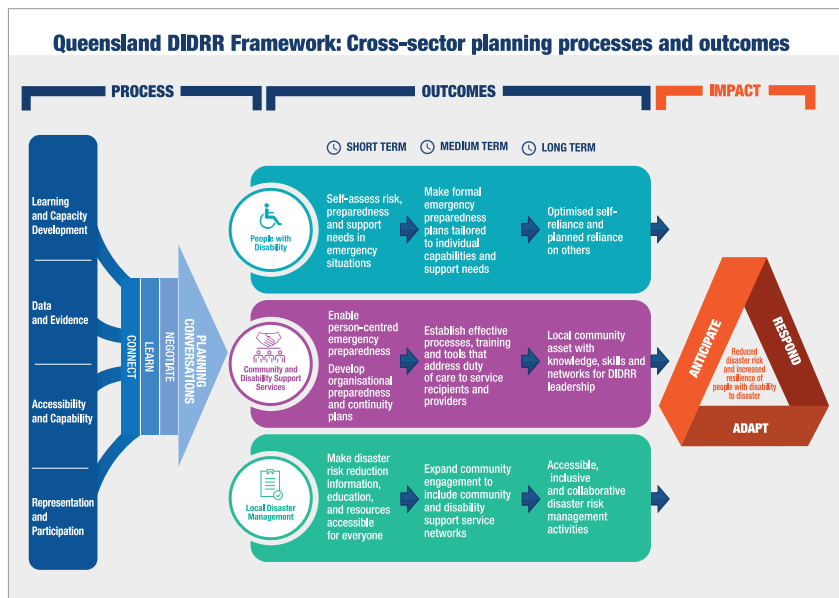 Queensland DIDRR Framework: Cross-sector planning processes and outcomes
PROCESS
OUTCOMES
IMPACT
SHORT TERM
MEDIUM TERM
LONG TERM
Learning
and Capacity
Development
Data
and Evidence
Accessibility
and Capability
Representation
and
Participation
CONNECT
LEARN
NEGOTIATE
PLANNING
CONVERSATIONS
People with
Disability
Self-assess risk,
preparedness
and support
needs in
emergency
situations
Make formal
emergency
preparedness
plans tailored
to individual
capabilities and
support needs
Optimised self-
reliance and
planned reliance
on others
Community and
Disability Support
Services
Enable
person-centred
emergency
preparedness
Develop
organisational
preparedness
and continuity
plans
Establish effective
processes, training
and tools that
address duty
of care to service
recipients and
providers
Local community
asset with
knowledge, skills and
networks for DIDRR
leadership
Local Disaster
Management
Make disaster
risk reduction
information,
education,
and resources
accessible
for everyone
Expand community
engagement to
include community
and disability
support service
networks
Accessible,
inclusive
and collaborative
disaster risk
management
activities
ANTICIPATE
RESPOND
ADAPT
Reduced
disaster risk
and increased
resilience of
people with disability
to disaster